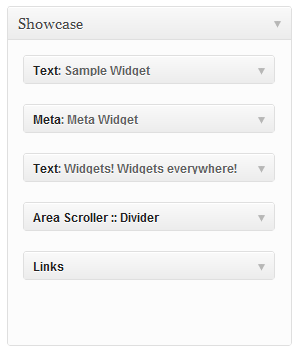 Showcase
Text: Sample Widget
Meta: Meta Widget
Text: Widgets! Widgets everywhere!
Area Scroller :: Divider
Links